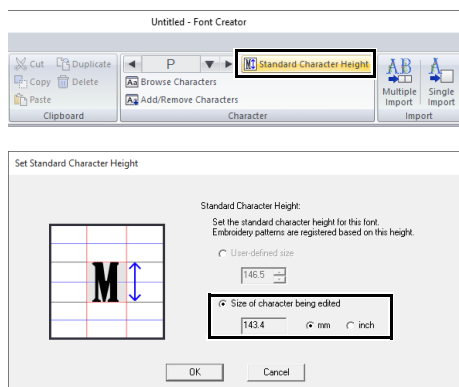 Untitled - Font Creator
Cut Duplicate P Standard Character Height AB A
Copy Delete Aa Browse Characters
Paste Aa Add/Remove Characters
Multiple Import Single Import
Clipboard Character Import
Set Standard Character Height
Standard Character Height:
Set the standard character height for this font.
Embroidery patterns are registered based on this height.
User-defined size
146.5
M
Size of character being edited
143.4 mm inch
OK Cancel